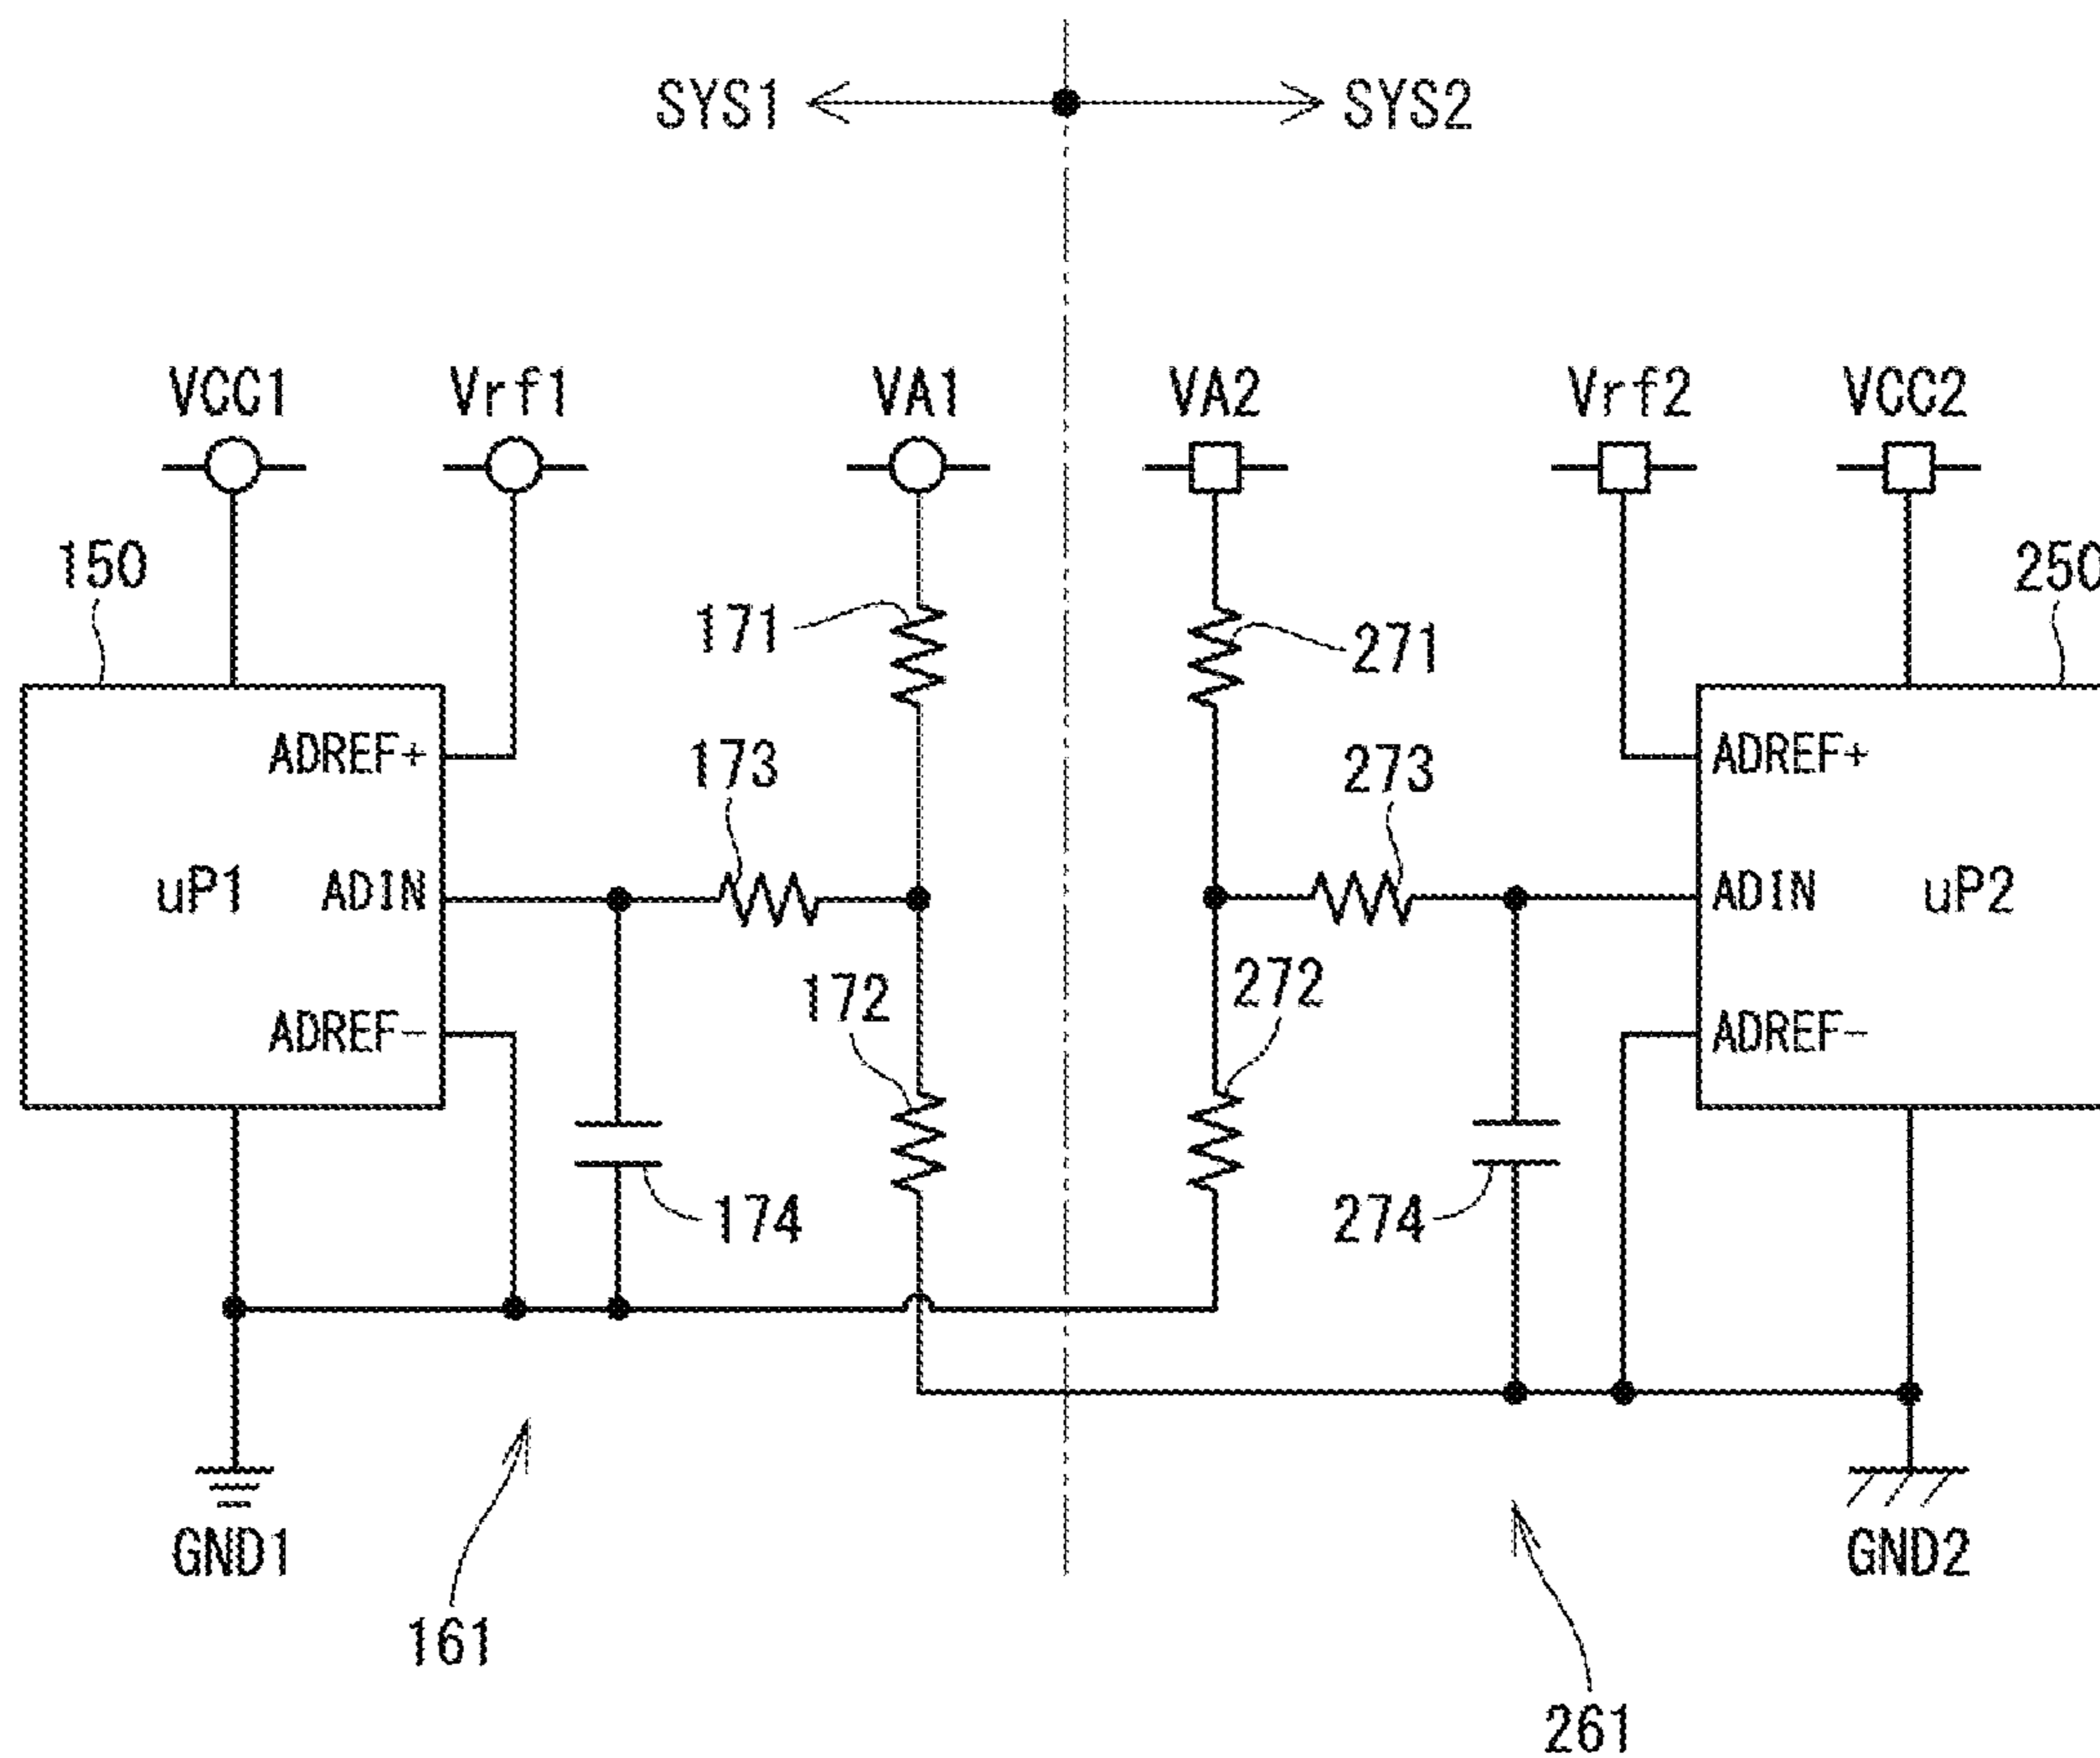 SYS1 SYS2
VCC1 Vrf1 VA1 VA2 Vrf2 VCC2
150 250
171 271
ADREF+ 173 273 ADREF+
uP1 ADIN ADIN uP2
172 272
ADREF- ADREF-
174 274
GND1 GND2
161
261